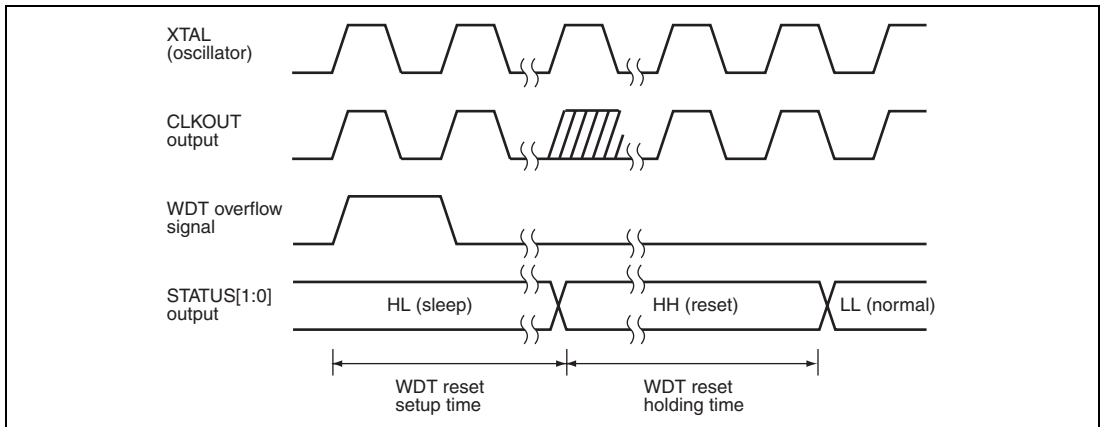 XTAL
(oscillator)
CLKOUT
output
WDT overflow
signal
STATUS[1:0]
output
HL (sleep)
HH (reset)
LL (normal)
WDT reset
setup time
WDT reset
holding time